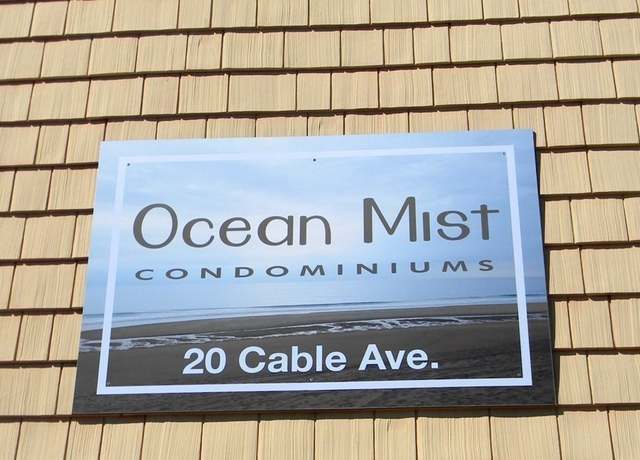 Ocean Mist
CONDOMINIUMS
20 Cable Ave.